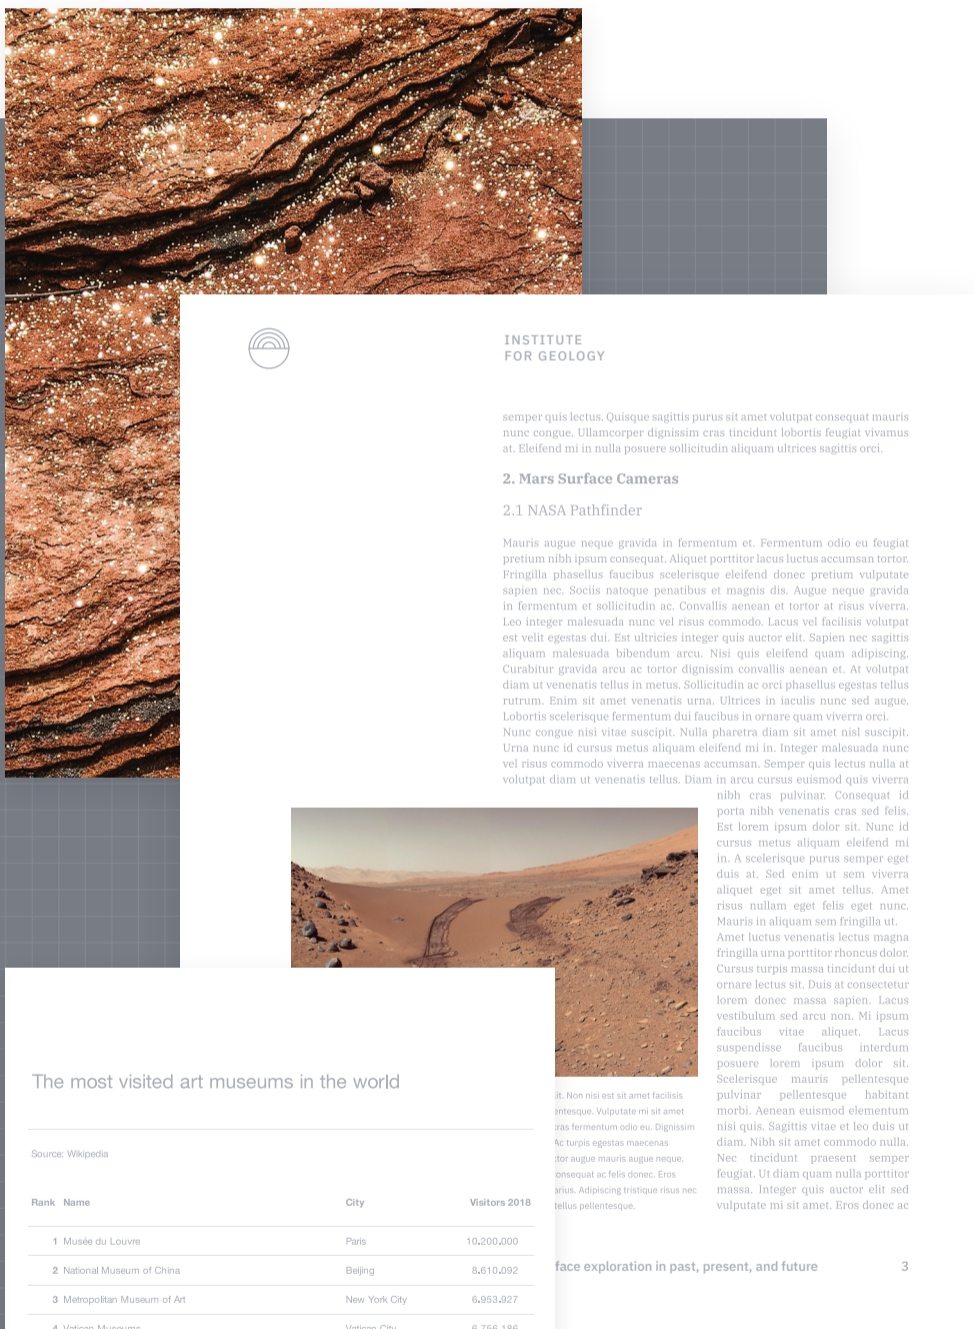 INSTITUTE
FOR GEOLOGY
semper quis lectus. Quisque sagittis purus sit amet volutpat consequat mauris
nunc congue. Ullamcorper dignissim cras tincidunt lobortis feugiat vivamus
at. Eleifend mi in nulla posuere sollicitudin aliquam ultrices sagittis orci.
2. Mars Surface Cameras
2.1 NASA Pathfinder
Mauris augue neque gravida in fermentum et. Fermentum odio eu feugiat
pretium nibh ipsum consequat. Aliquet porttitor lacus luctus accumsan tortor.
Fringilla phasellus faucibus scelerisque eleifend donec pretium vulputate
sapien nec. Sociis natoque penatibus et magnis dis. Augue neque gravida
in fermentum et sollicitudin ac. Convallis aenean et tortor at risus viverra.
Leo integer malesuada nunc vel risus commodo. Lacus vel facilisis volutpat
est velit egestas dui. Est ultricies integer quis auctor elit. Sapien nec sagittis
aliquam malesuada bibendum arcu. Nisi quis eleifend quam adipiscing.
Curabitur gravida arcu ac tortor dignissim convallis aenean et. At volutpat
diam ut venenatis tellus in metus. Sollicitudin ac orci phasellus egestas tellus
rutrum. Enim sit amet venenatis urna. Ultrices in iaculis nunc sed augue.
Lobortis scelerisque fermentum dui faucibus in ornare quam viverra orci.
Nunc congue nisi vitae suscipit. Nulla pharetra diam sit amet nisl suscipit.
Urna nunc id cursus metus aliquam eleifend mi in. Integer malesuada nunc
vel risus commodo viverra maecenas accumsan. Semper quis lectus nulla at
volutpat diam ut venenatis tellus. Diam in arcu cursus euismod quis viverra
nibh cras pulvinar. Consequat id
porta nibh venenatis cras sed felis.
Est lorem ipsum dolor sit. Nunc id
cursus metus aliquam eleifend mi
in. A scelerisque purus semper eget
duis at. Sed enim ut sem viverra
aliquet eget sit amet tellus. Amet
risus nullam eget felis eget nunc.
Mauris in aliquam sem fringilla ut.
Amet luctus venenatis lectus magna
fringilla urna porttitor rhoncus dolor.
Cursus turpis massa tincidunt dui ut
ornare lectus sit. Duis at consectetur
lorem donec massa sapien. Lacus
vestibulum sed arcu non. Mi ipsum
faucibus vitae aliquet. Lacus
suspendisse faucibus interdum
posuere lorem ipsum dolor sit.
Scelerisque mauris pellentesque
pulvinar pellentesque habitant
morbi. Aenean euismod elementum
nisi quis. Sagittis vitae et leo duis ut
diam. Nibh sit amet commodo nulla.
Nec tincidunt praesent semper
feugiat. Ut diam quam nulla porttitor
massa. Integer quis auctor elit sed
vulputate mi sit amet. Eros donec ac
it. Non nisi est sit amet facilisis
entesque. Vulputate mi sit amet
ras fermentum odio eu. Dignissim
Ac turpis egestas maecenas
tor augue mauris augue neque.
onsequat ac felis donec. Eros
arius. Adipiscing tristique risus nec
tellus pellentesque.
face exploration in past, present, and future 3
The most visited art museums in the world
Source: Wikipedia
Rank Name City Visitors 2018
1 Musée du Louvre Paris 10.200.000
2 National Museum of China Beijing 8.610.092
3 Metropolitan Museum of Art New York City 6.953.927
4 Vatican Museums Vatican City 6.756.186